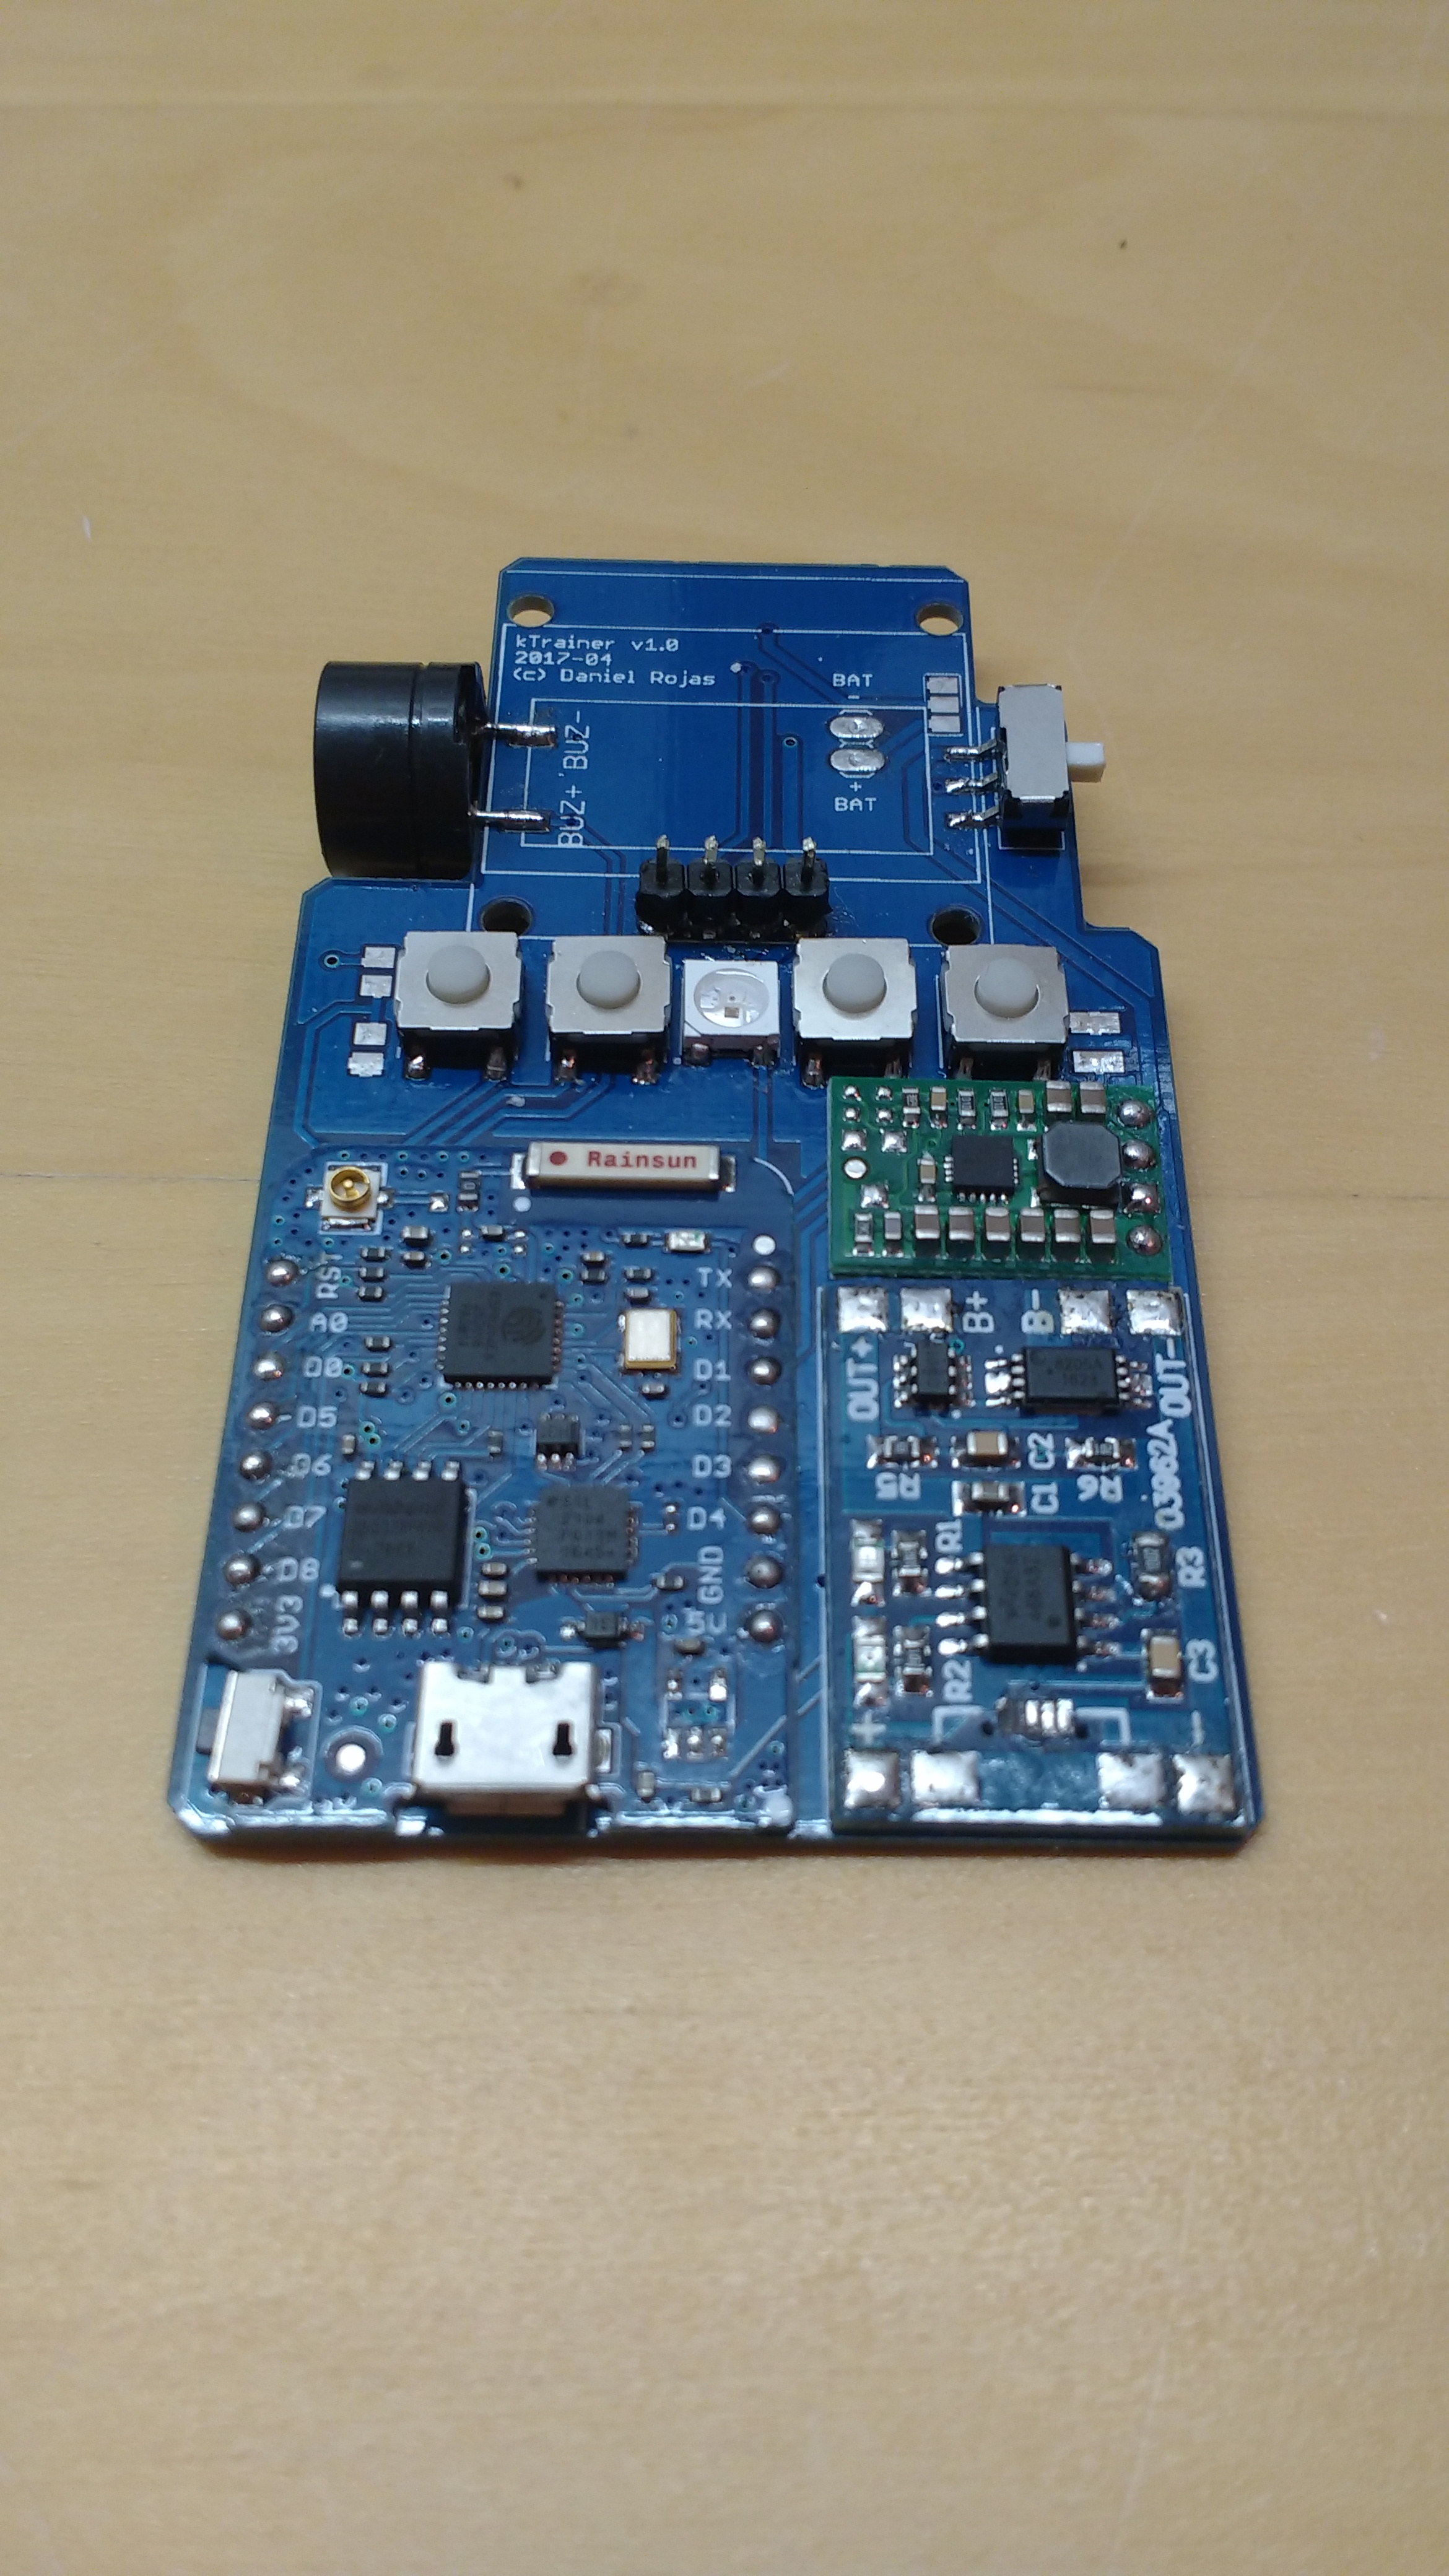 kTrainer v1.0
2017-04
(c) Daniel Rojas
BAT
-
+
BAT
BUZ-
BUZ+
Rainsun
RST
A0
D0
D5
D6
D7
D8
3V3
TX
RX
D1
D2
D3
D4
GND
5V
B+
B-
OUT+
OUT-
R5
C2
C1
R6
03962A
R1
R3
R2
C3
+
-